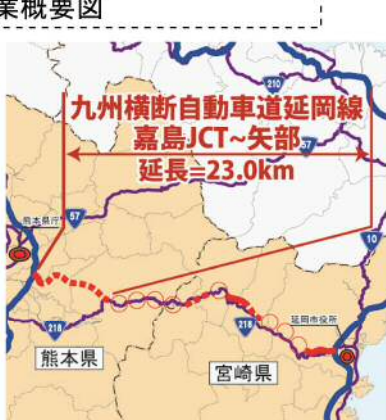 業概要図
210
九州横断自動車道延岡線
嘉島JCT~矢部
57
延長=23.0km
熊本県庁
57
10
218
218
延岡市役所
熊本県
宮崎県